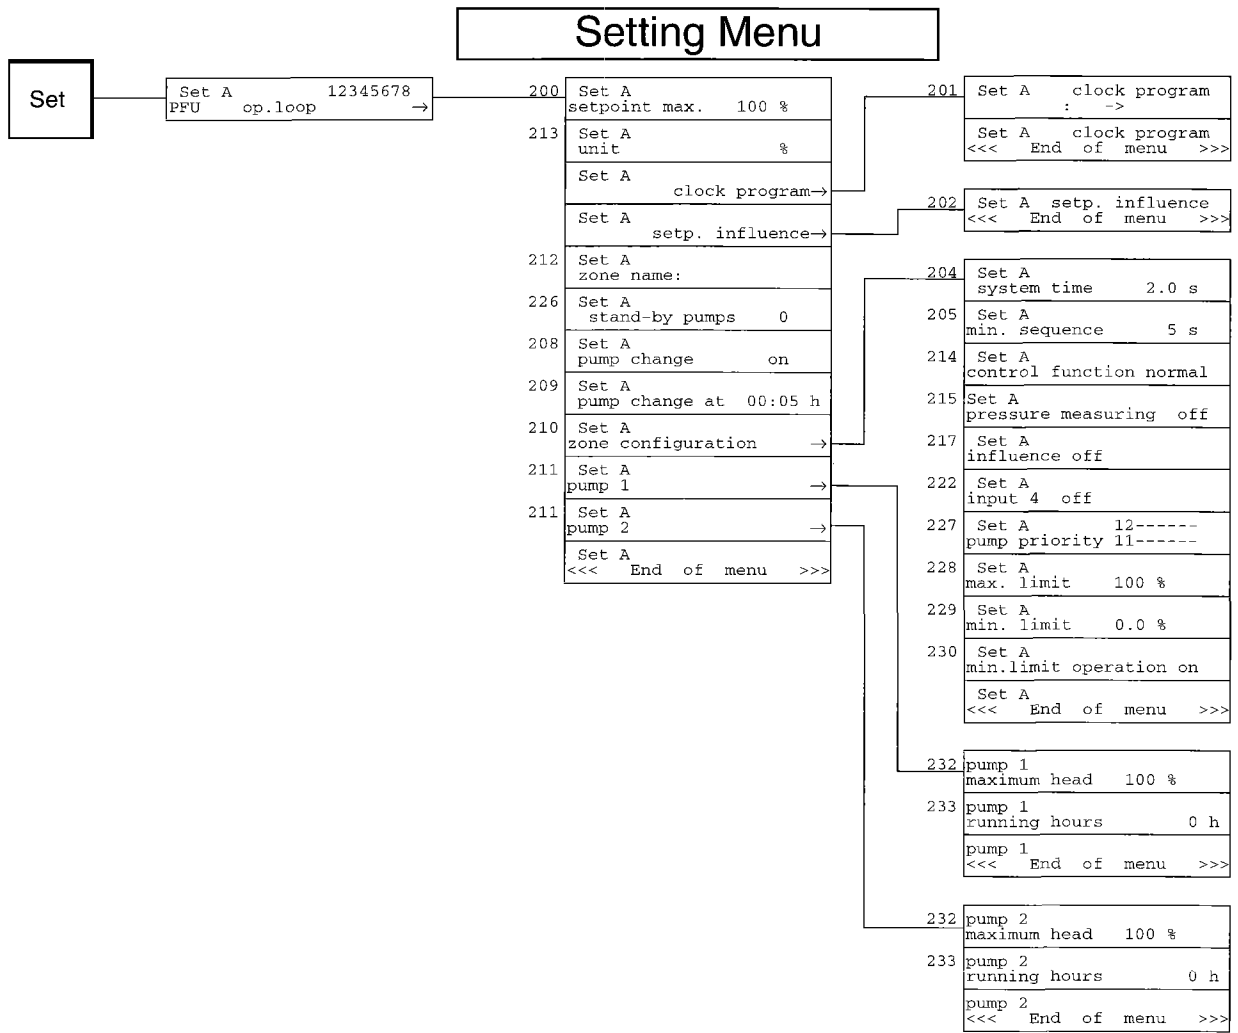 Setting Menu
Set
Set A 12345678
PFU op.loop →
200 Set A
setpoint max. 100 %
213 Set A
unit %
Set A
clock program→
Set A
setp. influence→
212 Set A
zone name:
226 Set A
stand-by pumps 0
208 Set A
pump change on
209 Set A
pump change at 00:05 h
210 Set A
zone configuration →
211 Set A
pump 1 →
211 Set A
pump 2 →
Set A
<<< End of menu >>>
201 Set A clock program
: ->
Set A clock program
<<< End of menu >>>
202 Set A setp. influence
<<< End of menu >>>
204 Set A
system time 2.0 s
205 Set A
min. sequence 5 s
214 Set A
control function normal
215 Set A
pressure measuring off
217 Set A
influence off
222 Set A
input 4 off
227 Set A 12------
pump priority 11------
228 Set A
max. limit 100 %
229 Set A
min. limit 0.0 %
230 Set A
min.limit operation on
Set A
<<< End of menu >>>
232 pump 1
maximum head 100 %
233 pump 1
running hours 0 h
pump 1
<<< End of menu >>>
232 pump 2
maximum head 100 %
233 pump 2
running hours 0 h
pump 2
<<< End of menu >>>